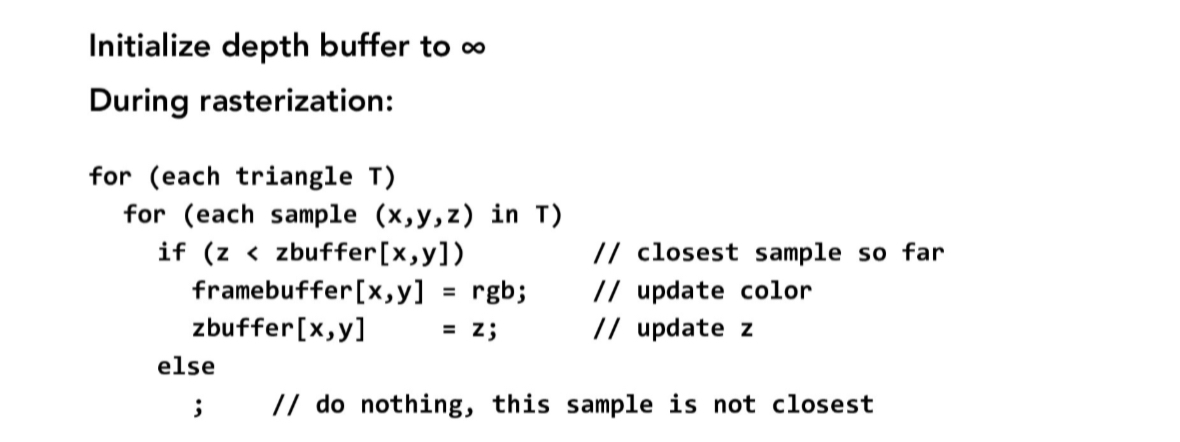 Initialize depth buffer to ∞
During rasterization:
for (each triangle T)
for (each sample (x,y,z) in T)
if (z < zbuffer[x,y]) // closest sample so far
framebuffer[x,y] = rgb; // update color
zbuffer[x,y] = z; // update z
else
; // do nothing, this sample is not closest